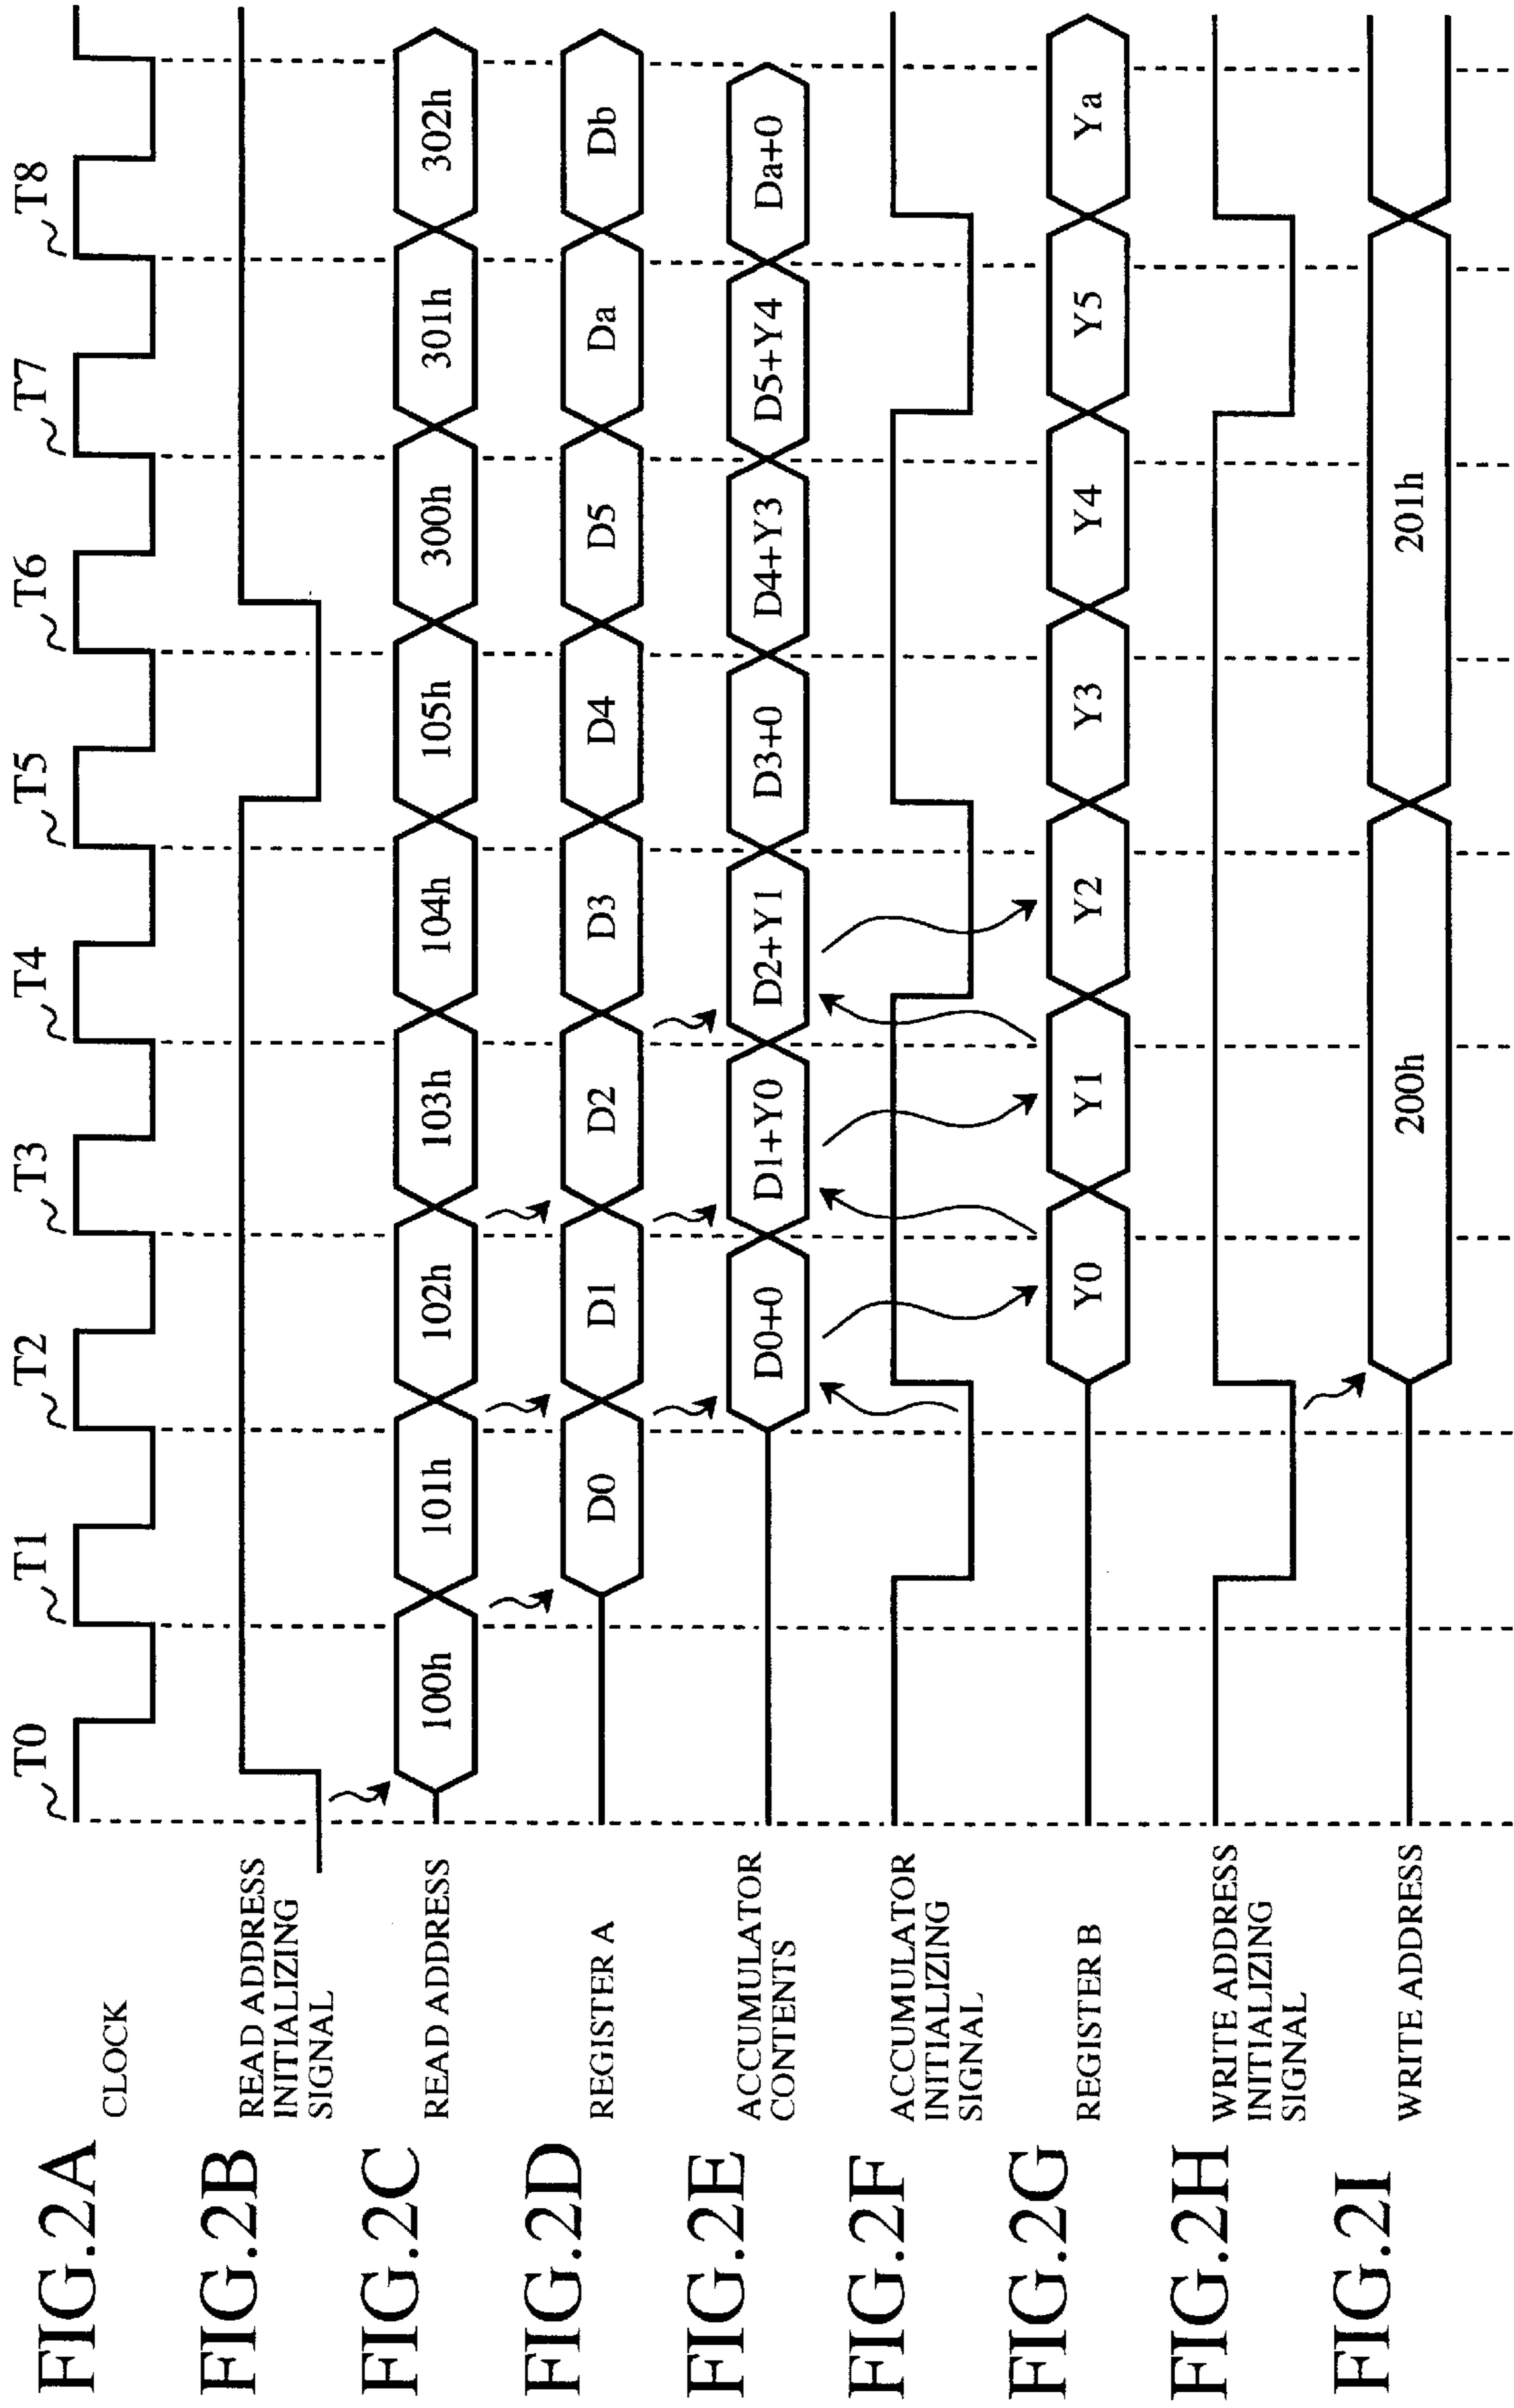 T0 T1 T2 T3 T4 T5 T6 T7 T8
FIG.2A
CLOCK
FIG.2B
READ ADDRESS
INITIALIZING
SIGNAL
FIG.2C
READ ADDRESS
100h 101h 102h 103h 104h 105h 300h 301h 302h
FIG.2D
REGISTER A
D0 D1 D2 D3 D4 D5 Da Db
FIG.2E
ACCUMULATOR
CONTENTS
D0+0 D1+Y0 D2+Y1 D3+0 D4+Y3 D5+Y4 Da+0
FIG.2F
ACCUMULATOR
INITIALIZING
SIGNAL
FIG.2G
REGISTER B
Y0 Y1 Y2 Y3 Y4 Y5 Ya
FIG.2H
WRITE ADDRESS
INITIALIZING
SIGNAL
FIG.2I
WRITE ADDRESS
200h 201h